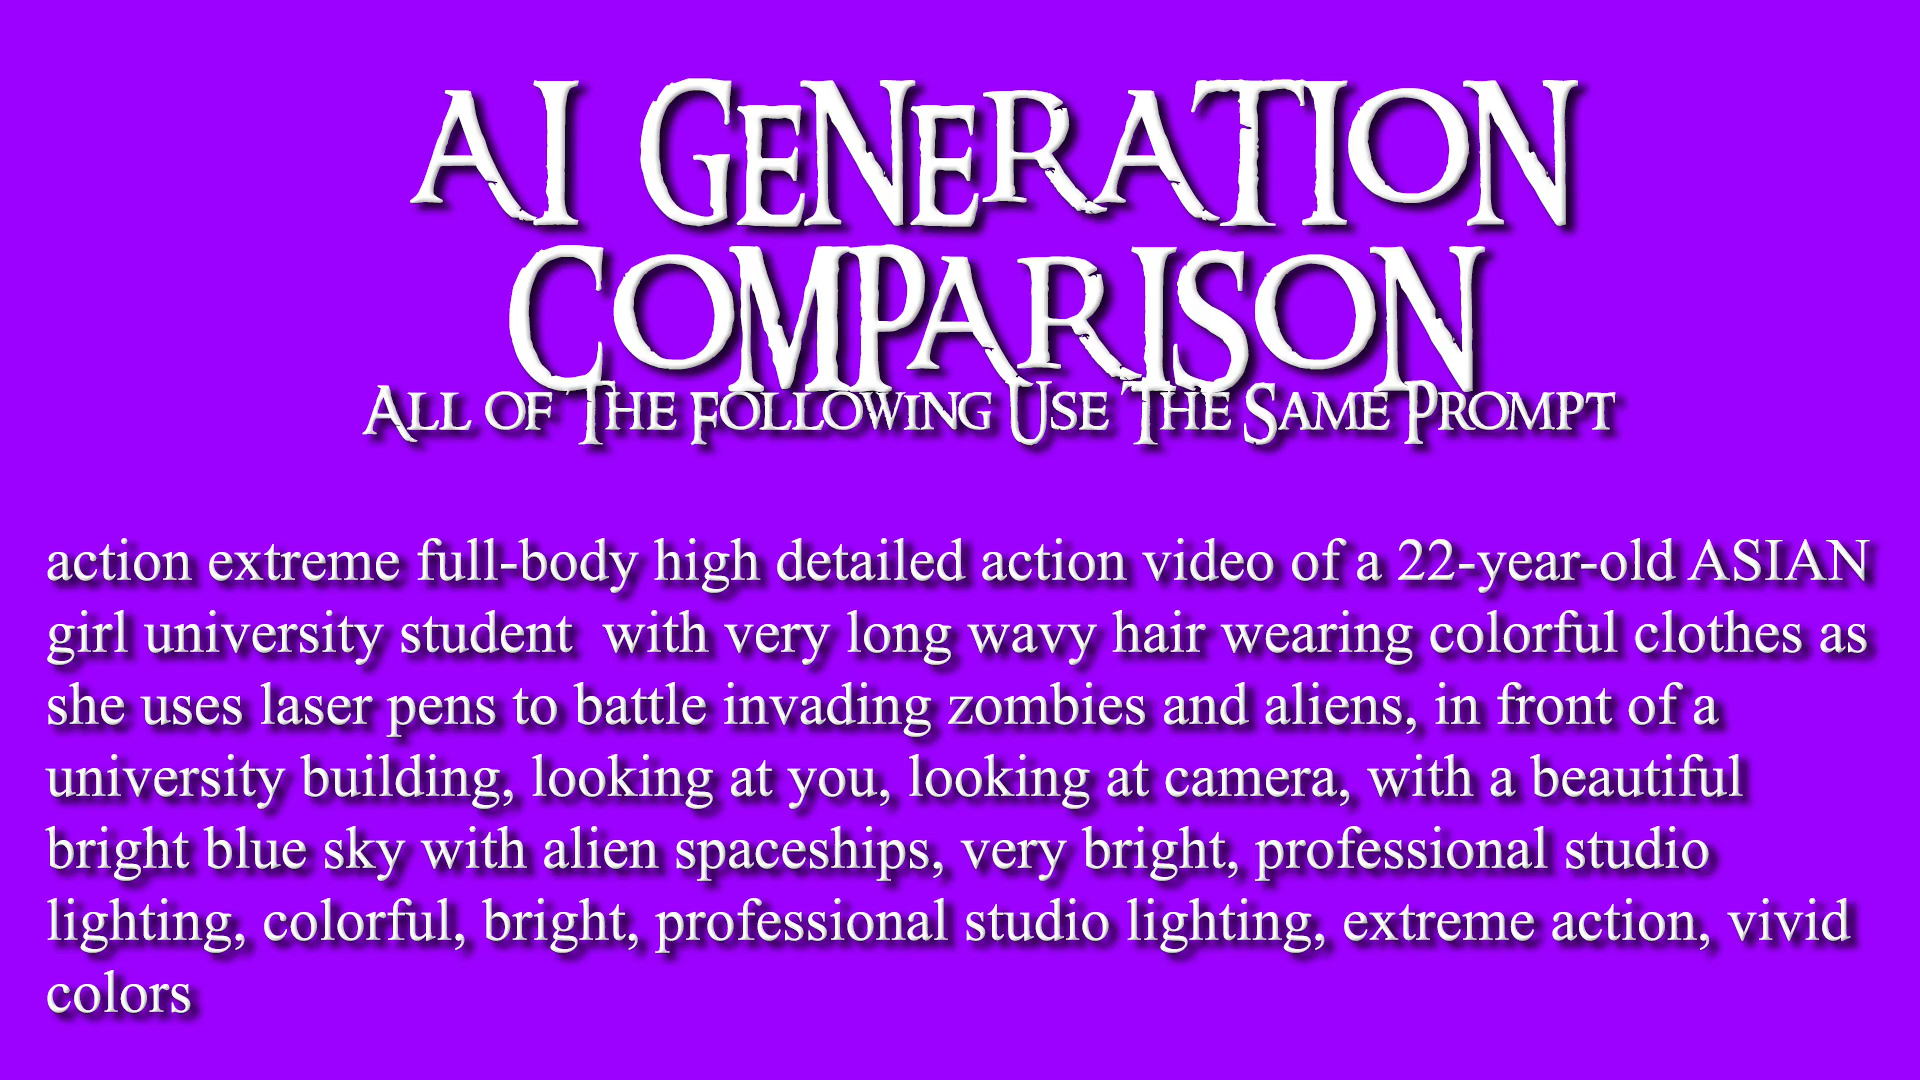 AI GENERATION
COMPARISON
ALL OF THE FOLLOWING USE THE SAME PROMPT
action extreme full-body high detailed action video of a 22-year-old ASIAN
girl university student  with very long wavy hair wearing colorful clothes as
she uses laser pens to battle invading zombies and aliens, in front of a
university building, looking at you, looking at camera, with a beautiful
bright blue sky with alien spaceships, very bright, professional studio
lighting, colorful, bright, professional studio lighting, extreme action, vivid
colors